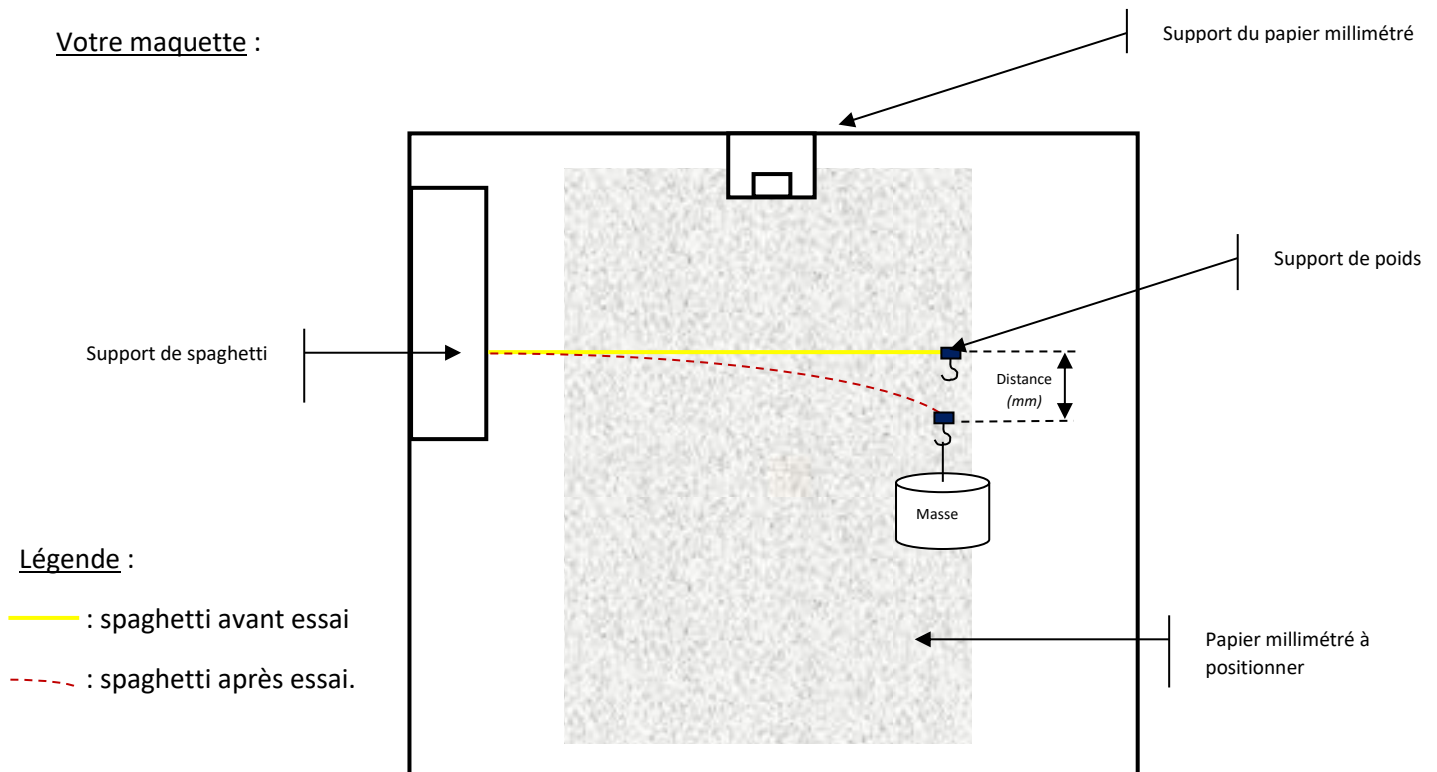 Votre maquette :
Support du papier millimétré
Support de poids
Support de spaghetti
Distance
(mm)
Masse
Légende :
: spaghetti avant essai
: spaghetti après essai.
Papier millimétré à
positionner